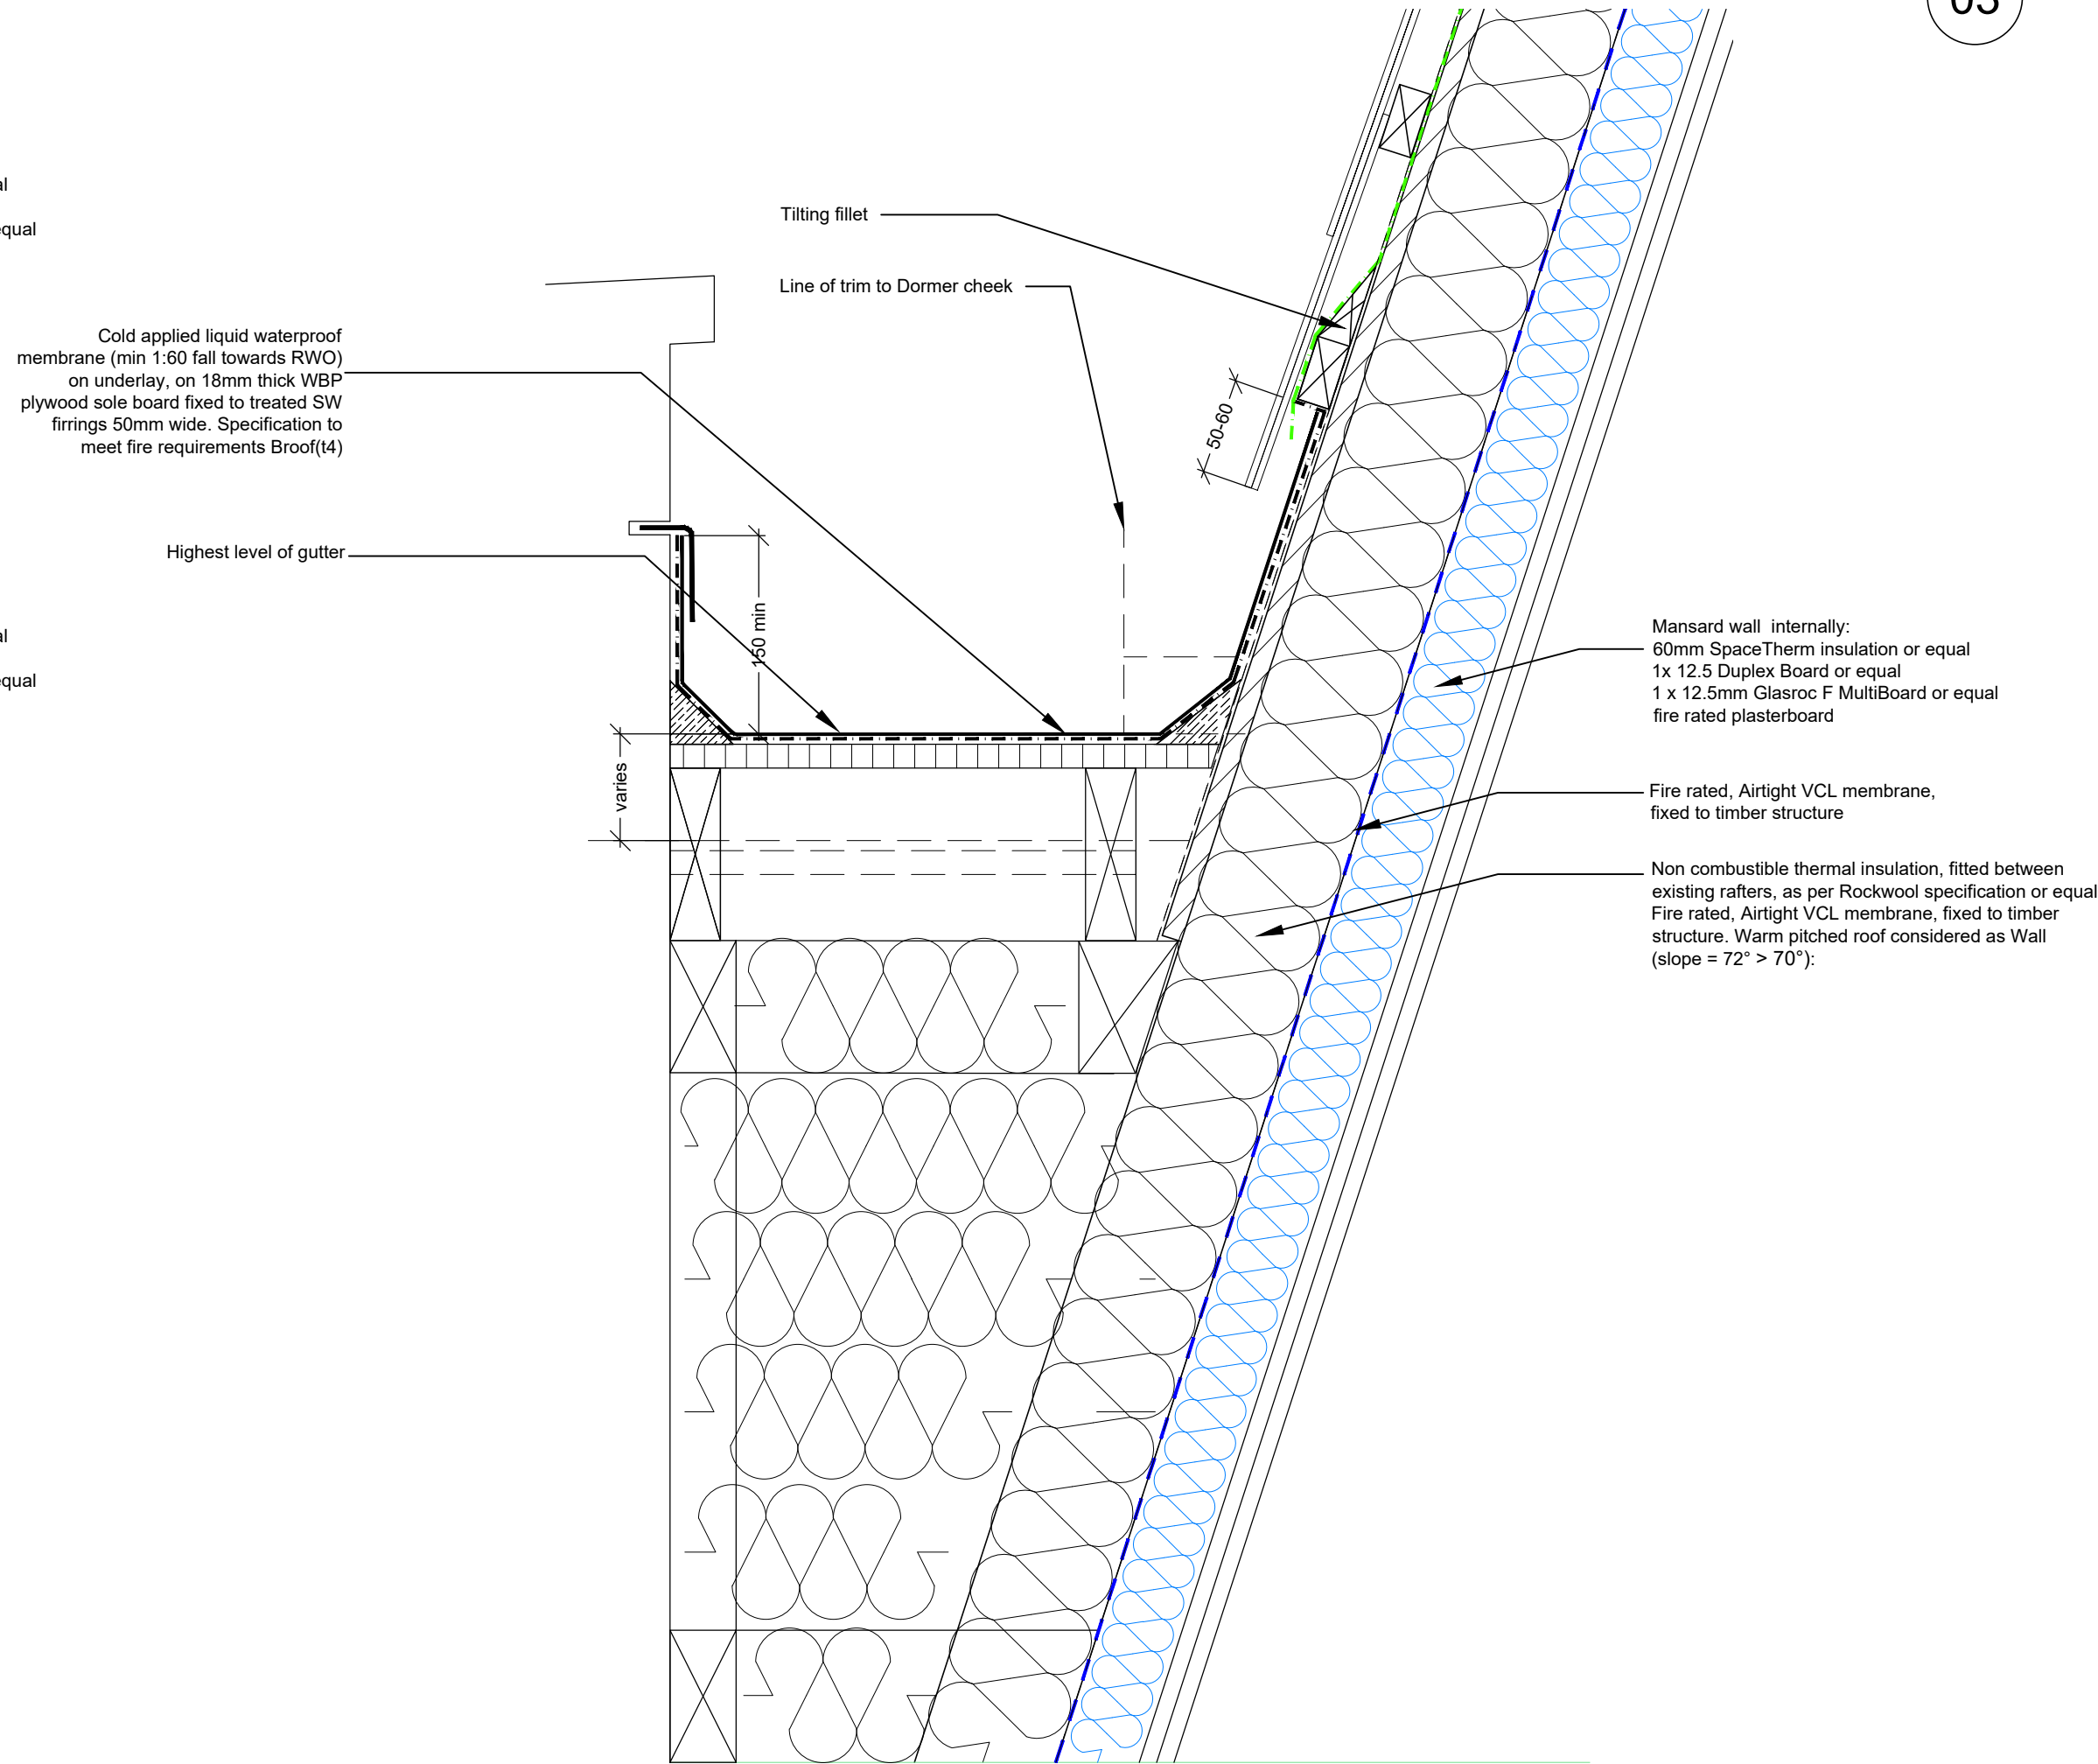 03
al
equal
Tilting fillet
Line of trim to Dormer cheek
Cold applied liquid waterproof
membrane (min 1:60 fall towards RWO)
on underlay, on 18mm thick WBP
plywood sole board fixed to treated SW
firrings 50mm wide. Specification to
meet fire requirements Broof(t4)
50-60
Highest level of gutter
150 min
al
equal
varies
Mansard wall  internally:
60mm SpaceTherm insulation or equal
1x 12.5 Duplex Board or equal
1 x 12.5mm Glasroc F MultiBoard or equal
fire rated plasterboard
Fire rated, Airtight VCL membrane,
fixed to timber structure
Non combustible thermal insulation, fitted between
existing rafters, as per Rockwool specification or equal
Fire rated, Airtight VCL membrane, fixed to timber
structure. Warm pitched roof considered as Wall
(slope = 72° > 70°):